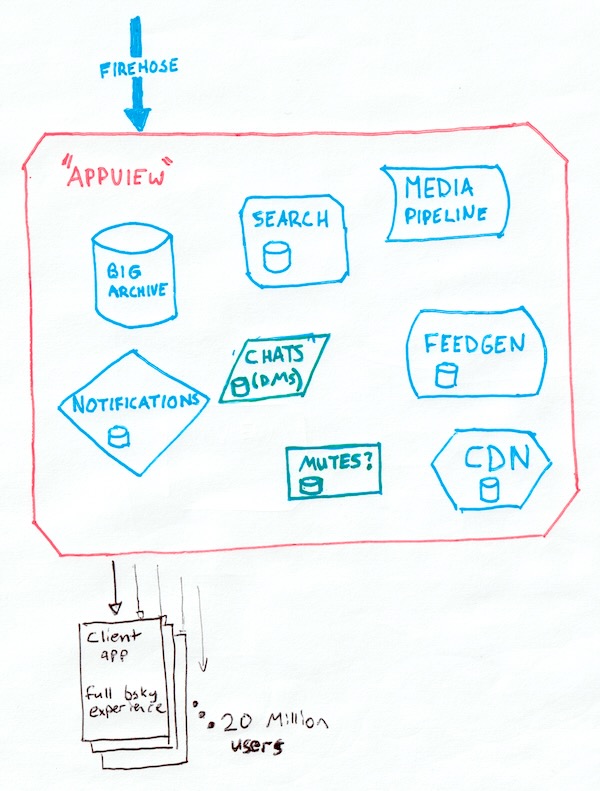 FIREHOSE
"APPVIEW"
BIG
ARCHIVE
SEARCH
MEDIA
PIPELINE
NOTIFICATIONS
"CHATS"
(DMs)
FEEDGEN
MUTES?
CDN
Client
app
full bsky
experience
20 Million
users